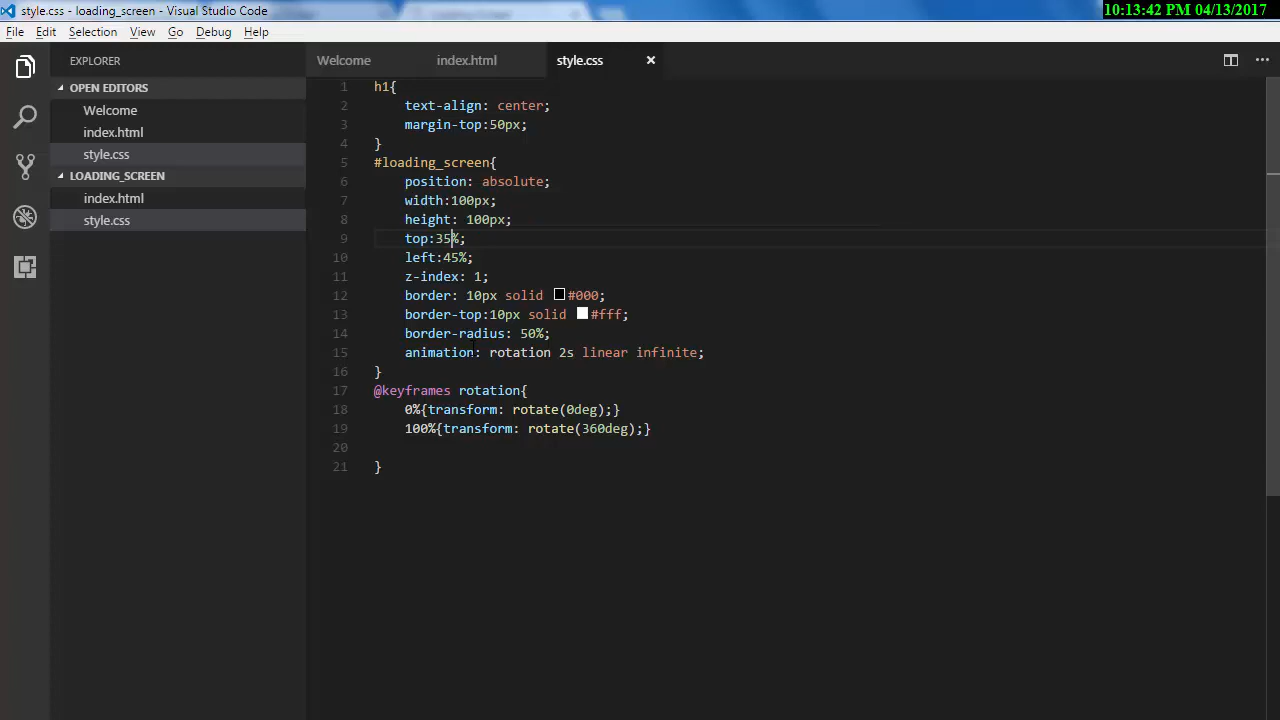 style.css - loading_screen - Visual Studio Code
10:13:42 PM 04/13/2017
File Edit Selection View Go Debug Help
EXPLORER
OPEN EDITORS
Welcome
index.html
style.css
LOADING_SCREEN
index.html
style.css
Welcome index.html style.css ×
1 h1{
2 text-align: center;
3 margin-top:50px;
4 }
5 #loading_screen{
6 position: absolute;
7 width:100px;
8 height: 100px;
9 top:35%;
10 left:45%;
11 z-index: 1;
12 border: 10px solid #000;
13 border-top:10px solid #fff;
14 border-radius: 50%;
15 animation: rotation 2s linear infinite;
16 }
17 @keyframes rotation{
18 0%{transform: rotate(0deg);}
19 100%{transform: rotate(360deg);}
20
21 }